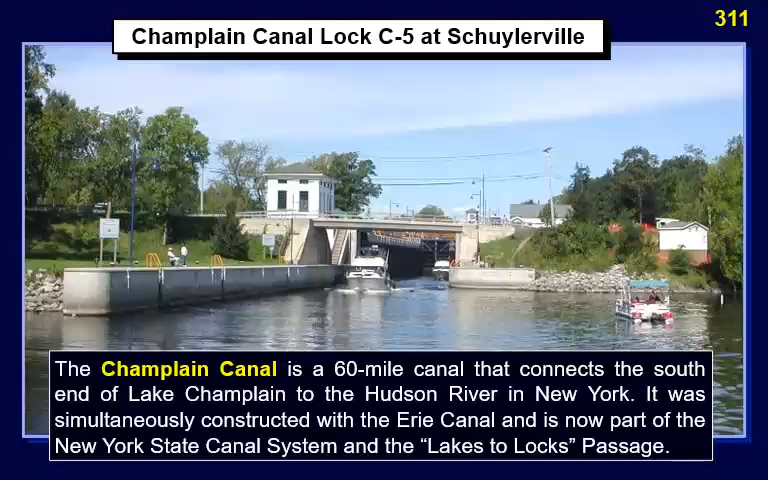 311
Champlain Canal Lock C-5 at Schuylerville
The Champlain Canal is a 60-mile canal that connects the south
end of Lake Champlain to the Hudson River in New York. It was
simultaneously constructed with the Erie Canal and is now part of the
New York State Canal System and the “Lakes to Locks” Passage.